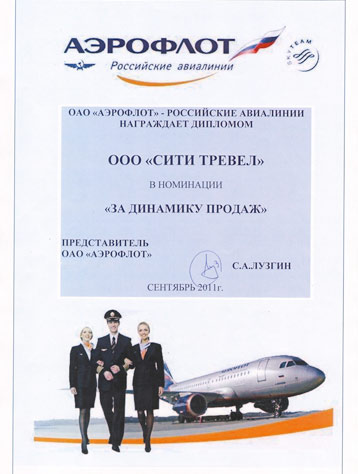 АЭРОФЛОТ
Российские авиалинии
SKYTEAM
ОАО «АЭРОФЛОТ» - РОССИЙСКИЕ АВИАЛИНИИ
НАГРАЖДАЕТ ДИПЛОМОМ
ООО «СИТИ ТРЕВЕЛ»
В НОМИНАЦИИ
«ЗА ДИНАМИКУ ПРОДАЖ»
ПРЕДСТАВИТЕЛЬ
ОАО «АЭРОФЛОТ»
С.А.ЛУЗГИН
СЕНТЯБРЬ 2011г.